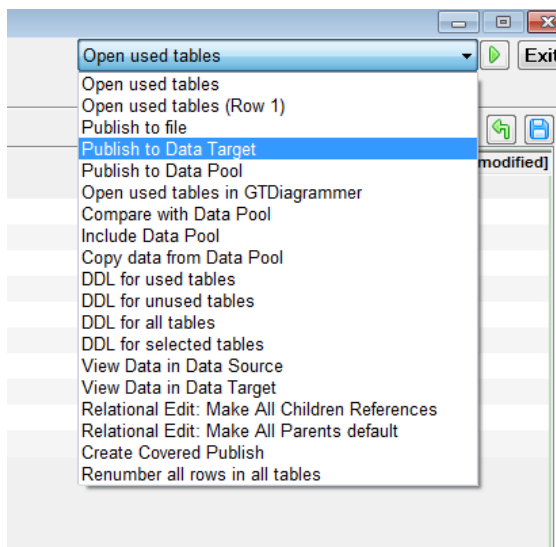 Open used tables
Exit
Open used tables
Open used tables (Row 1)
Publish to file
Publish to Data Target
modified]
Publish to Data Pool
Open used tables in GTDiagrammer
Compare with Data Pool
Include Data Pool
Copy data from Data Pool
DDL for used tables
DDL for unused tables
DDL for all tables
DDL for selected tables
View Data in Data Source
View Data in Data Target
Relational Edit: Make All Children References
Relational Edit: Make All Parents default
Create Covered Publish
Renumber all rows in all tables